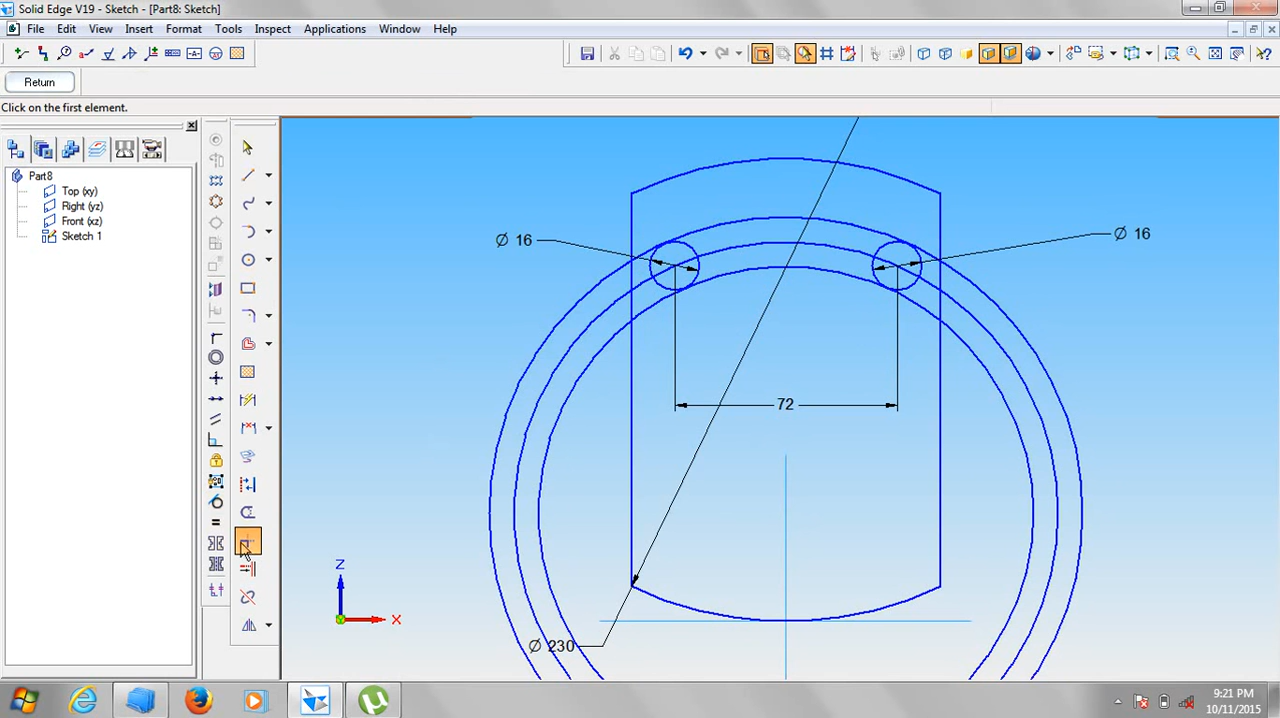 Solid Edge V19 - Sketch - [Part8: Sketch]
File Edit View Insert Format Tools Inspect Applications Window Help
Return
Click on the first element.
Part8
Top (xy)
Right (yz)
Front (xz)
Sketch 1
Ø 16
Ø 16
72
Z
X
Ø 230
9:21 PM
10/11/2015